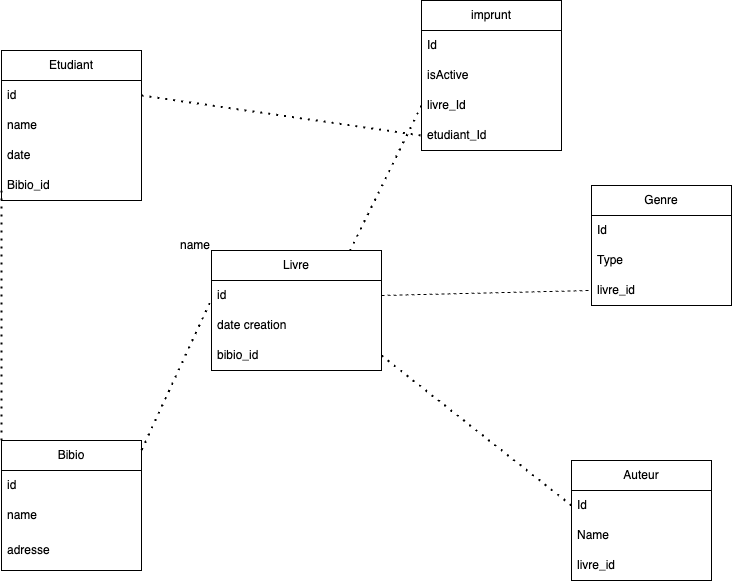 imprunt
Id
isActive
livre_Id
etudiant_Id
Etudiant
id
name
date
Bibio_id
Genre
Id
Type
livre_id
name
Livre
id
date creation
bibio_id
Bibio
id
name
adresse
Auteur
Id
Name
livre_id